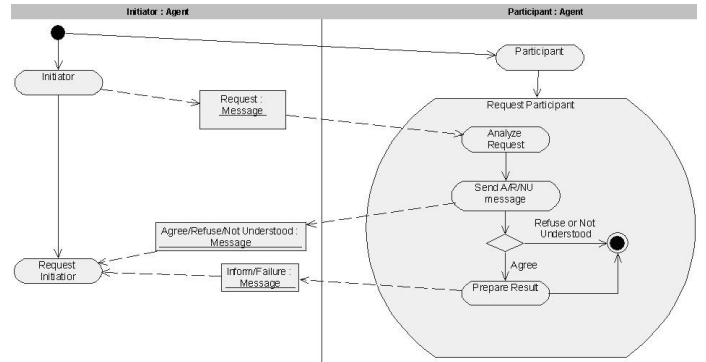 Initiator : Agent
Participant : Agent
Participant
Initiator
Request :
Message
Request Participant
Analyze
Request
Send A/R/NU
message
Refuse or Not
Understood
Agree/Refuse/Not Understood :
Message
Request
Initiatior
Inform/Failure :
Message
Agree
Prepare Result